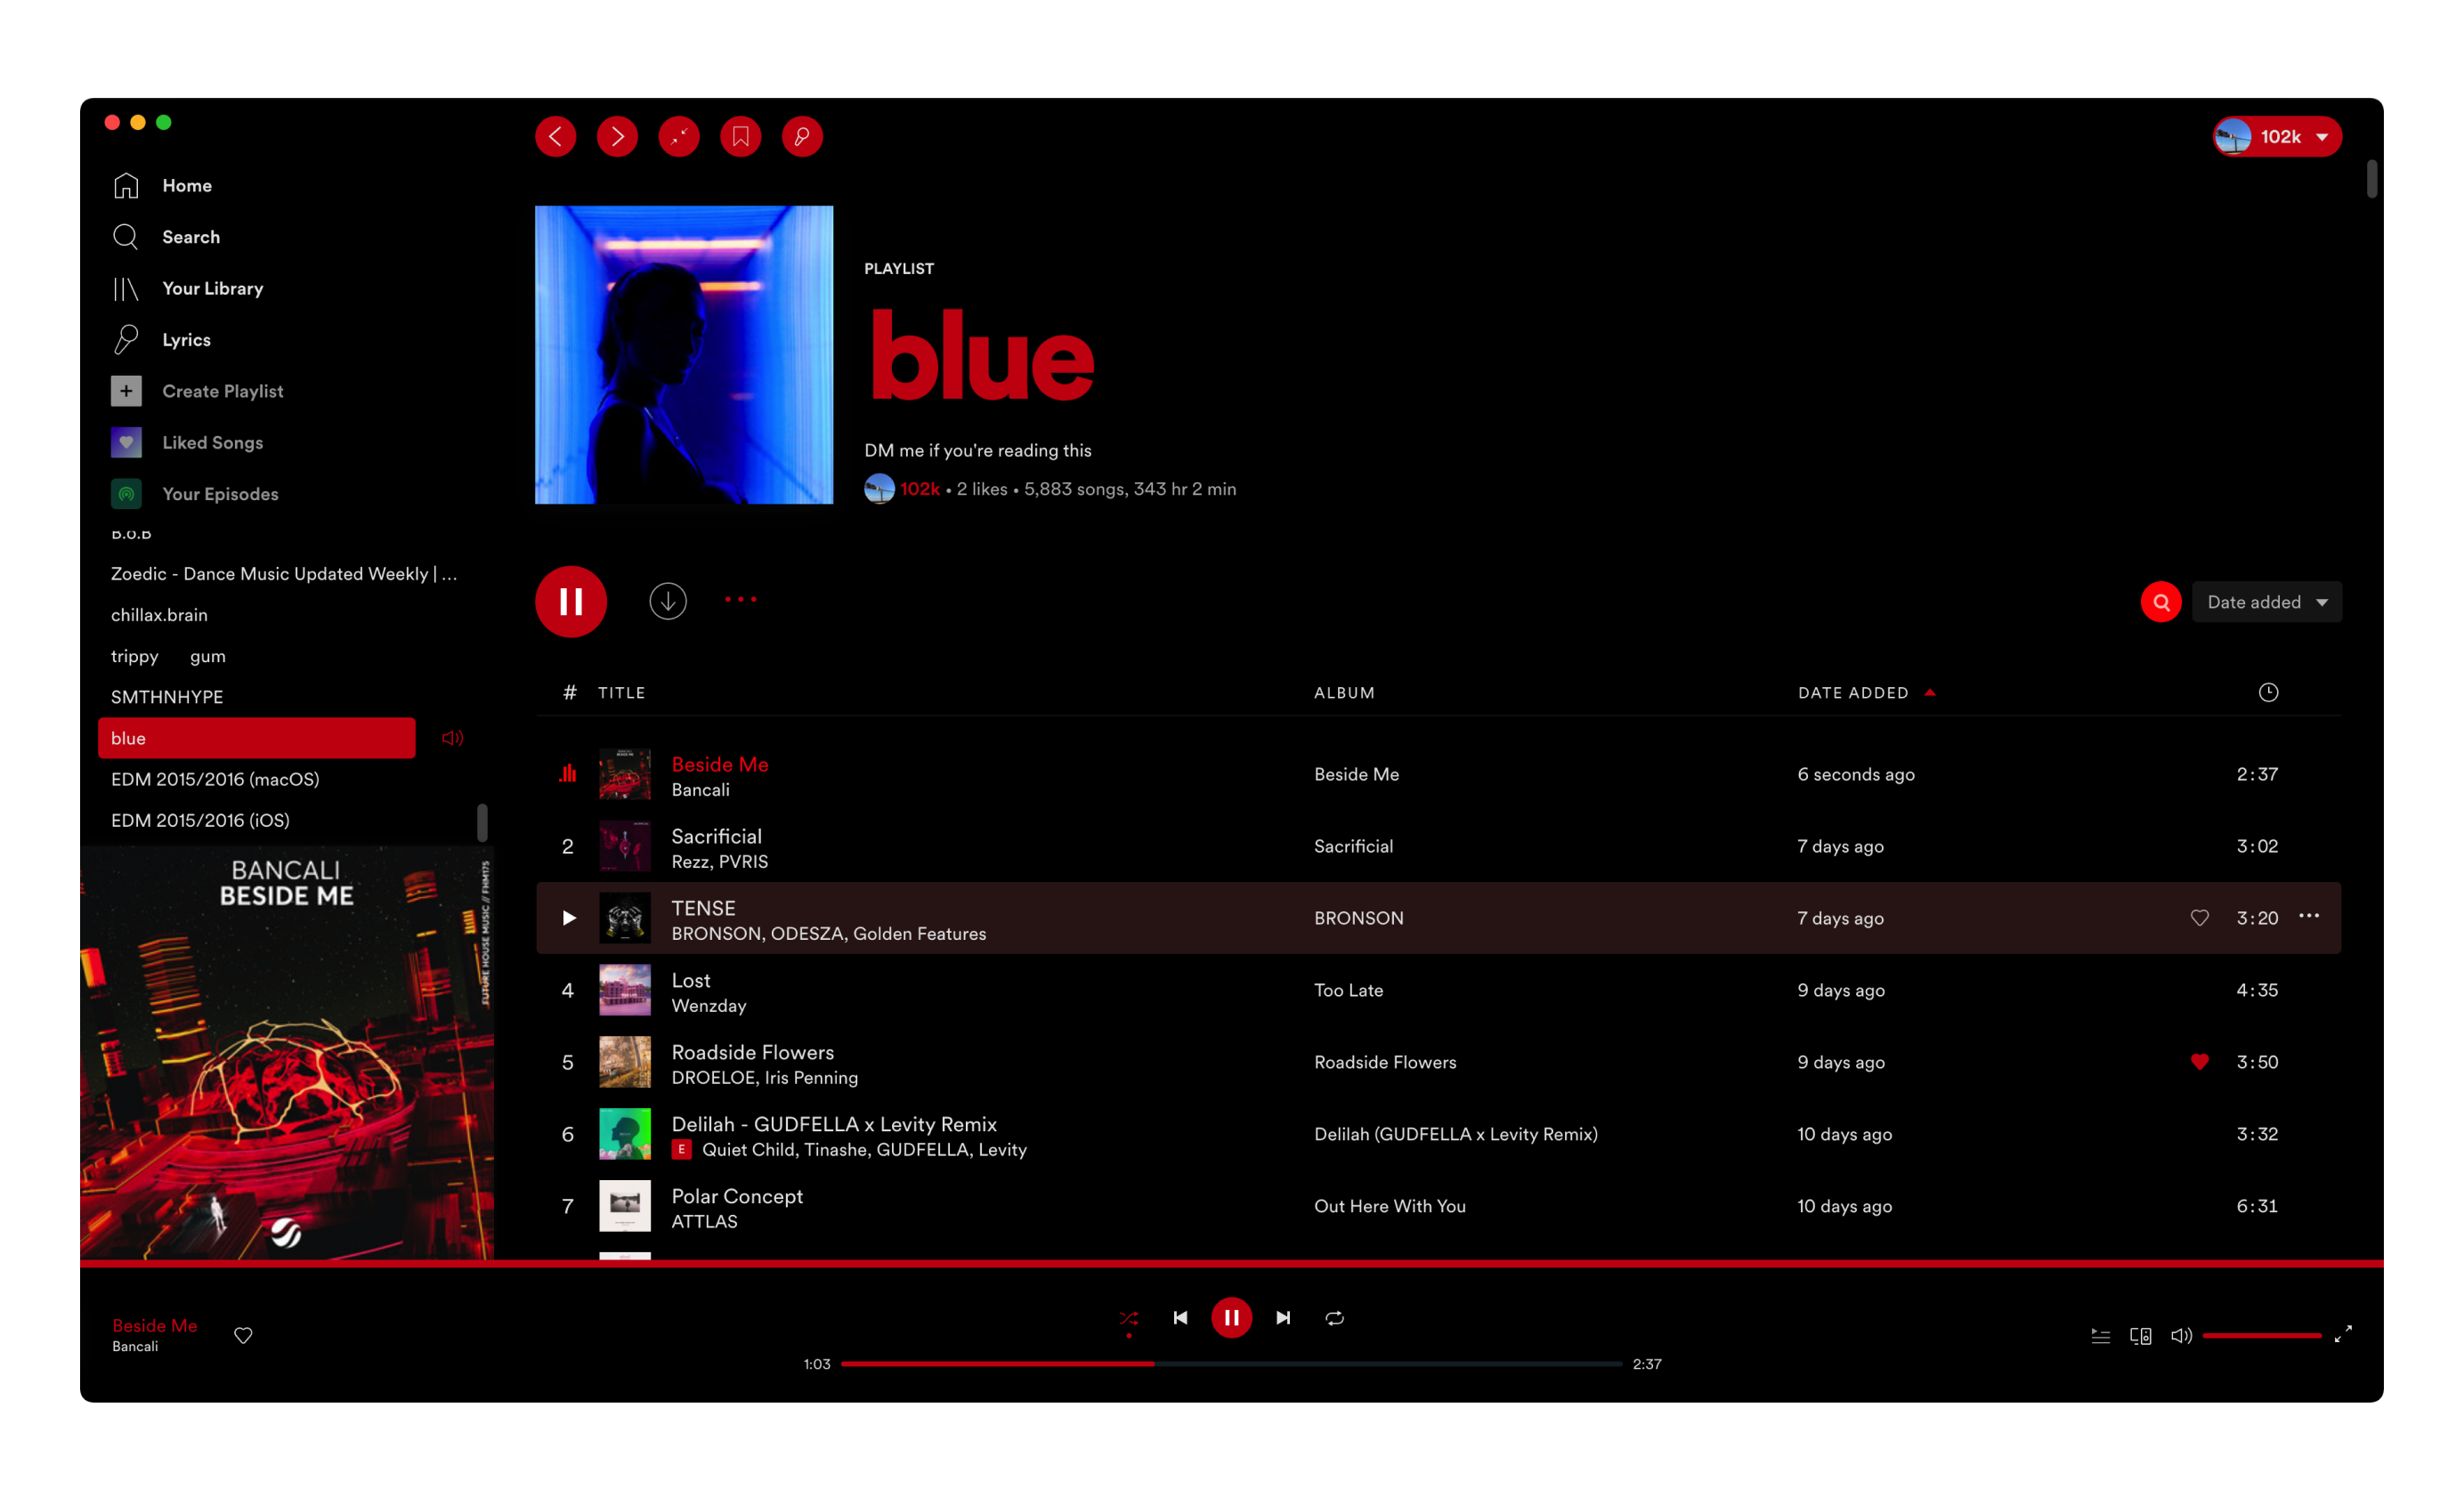 Home
Search
Your Library
Lyrics
Create Playlist
Liked Songs
Your Episodes
B.o.B
Zoedic - Dance Music Updated Weekly | ...
chillax.brain
trippy gum
SMTHNHYPE
blue
EDM 2015/2016 (macOS)
EDM 2015/2016 (iOS)
BANCALI
BESIDE ME
FUTURE HOUSE MUSIC // FHM175
102k
PLAYLIST
blue
DM me if you're reading this
102k • 2 likes • 5,883 songs, 343 hr 2 min
Date added
# TITLE ALBUM DATE ADDED
Beside Me
Bancali
Beside Me 6 seconds ago 2:37
2 Sacrificial
Rezz, PVRIS
Sacrificial 7 days ago 3:02
TENSE
BRONSON, ODESZA, Golden Features
BRONSON 7 days ago 3:20
4 Lost
Wenzday
Too Late 9 days ago 4:35
5 Roadside Flowers
DROELOE, Iris Penning
Roadside Flowers 9 days ago 3:50
6 Delilah - GUDFELLA x Levity Remix
E Quiet Child, Tinashe, GUDFELLA, Levity
Delilah (GUDFELLA x Levity Remix) 10 days ago 3:32
7 Polar Concept
ATTLAS
Out Here With You 10 days ago 6:31
Beside Me
Bancali
1:03 2:37